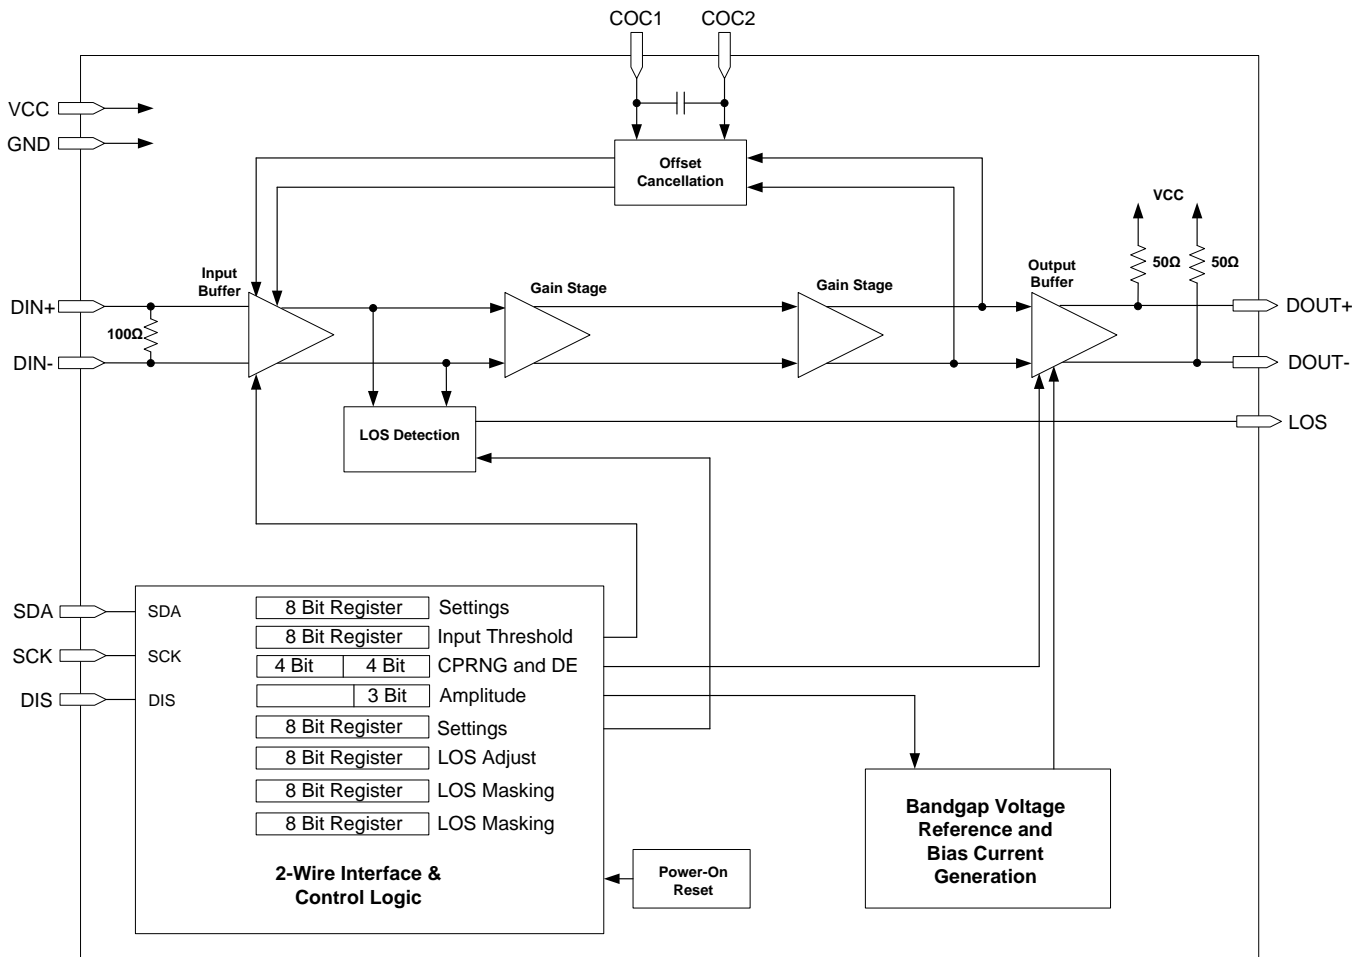 COC1
COC2
VCC
GND
Offset
Cancellation
VCC
50Ω
50Ω
Input
Buffer
Gain Stage
Gain Stage
Output
Buffer
DIN+
100Ω
DIN-
DOUT+
DOUT-
LOS Detection
LOS
SDA
SDA
8 Bit Register
Settings
SCK
SCK
8 Bit Register
Input Threshold
4 Bit
4 Bit
CPRNG and DE
DIS
DIS
3 Bit
Amplitude
8 Bit Register
Settings
8 Bit Register
LOS Adjust
8 Bit Register
LOS Masking
8 Bit Register
LOS Masking
2-Wire Interface &
Control Logic
Power-On
Reset
Bandgap Voltage
Reference and
Bias Current
Generation